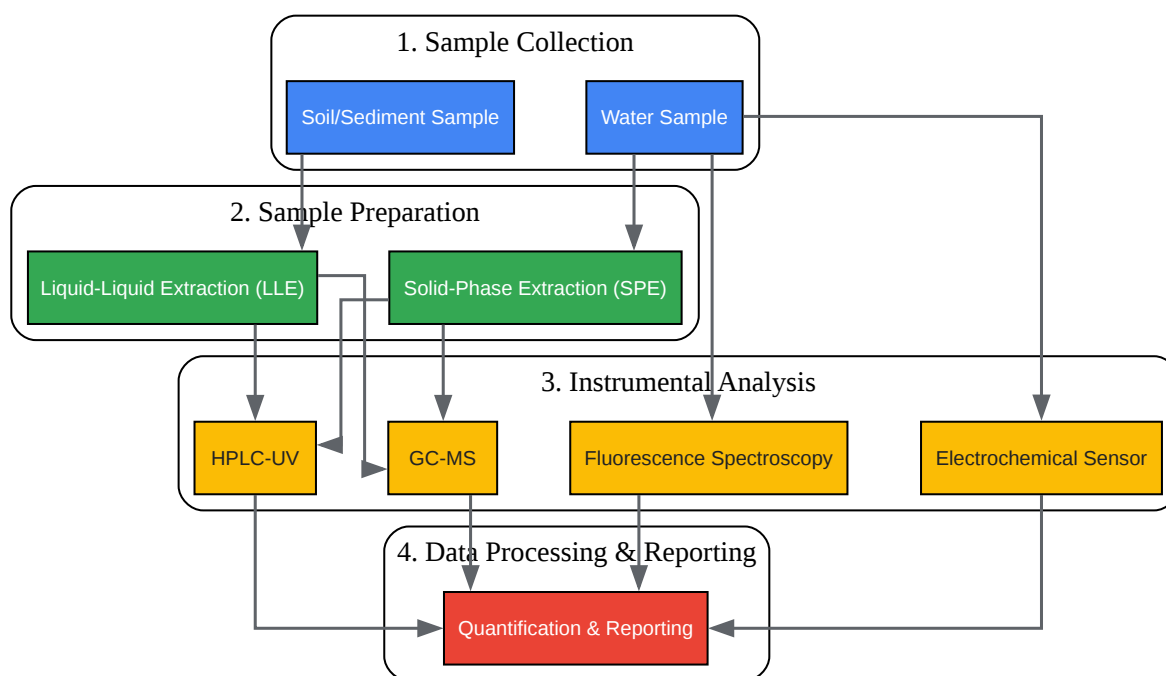 1. Sample Collection
Soil/Sediment Sample
Water Sample
2. Sample Preparation
Liquid-Liquid Extraction (LLE)
Solid-Phase Extraction (SPE)
3. Instrumental Analysis
HPLC-UV
GC-MS
Fluorescence Spectroscopy
Electrochemical Sensor
4. Data Processing & Reporting
Quantification & Reporting